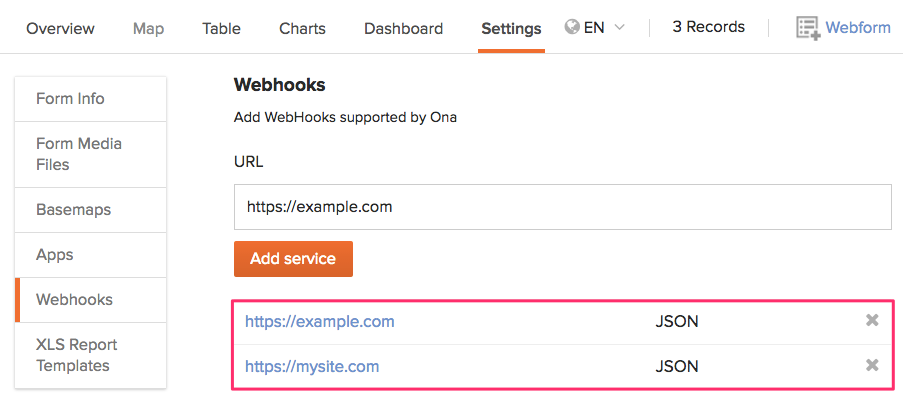 Overview Map Table Charts Dashboard Settings EN 3 Records Webform
Form Info
Form Media
Files
Basemaps
Apps
Webhooks
XLS Report
Templates
Webhooks
Add WebHooks supported by Ona
URL
https://example.com
Add service
https://example.com JSON
https://mysite.com JSON